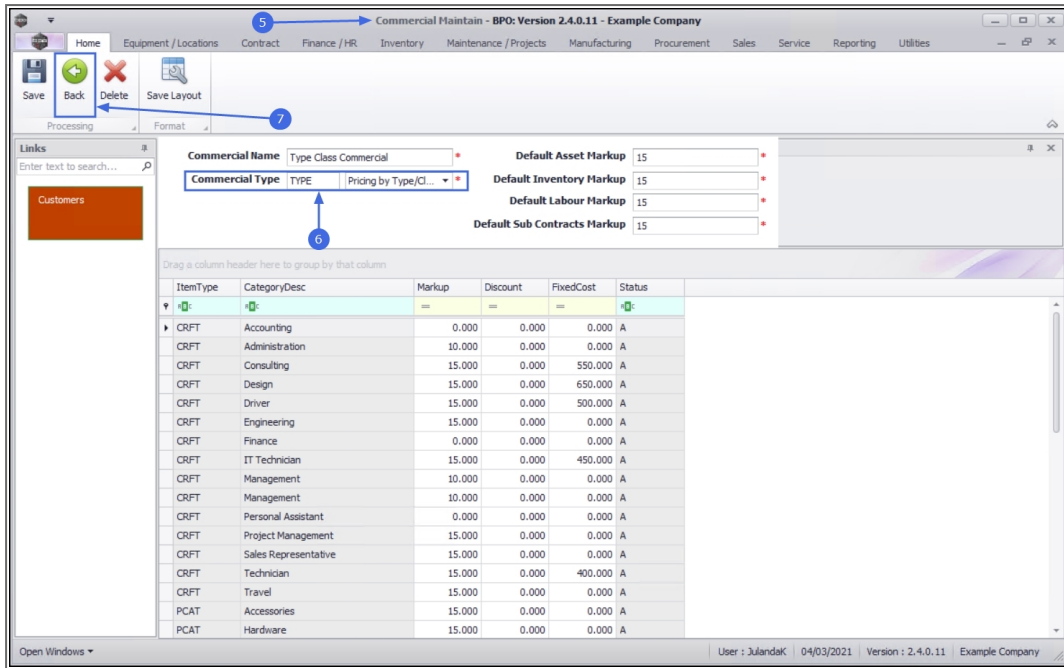 5
Commercial Maintain - BPO: Version 2.4.0.11 - Example Company
Home Equipment / Locations Contract Finance / HR Inventory Maintenance / Projects Manufacturing Procurement Sales Service Reporting Utilities
Save Back Delete Save Layout
7
Processing Format
Links
Enter text to search...
Customers
Commercial Name Type Class Commercial * Default Asset Markup 15 *
Commercial Type TYPE Pricing by Type/Cl... * Default Inventory Markup 15 *
Default Labour Markup 15 *
6
Default Sub Contracts Markup 15 *
Drag a column header here to group by that column
ItemType CategoryDesc Markup Discount FixedCost Status
= = =
CRFT Accounting 0.000 0.000 0.000 A
CRFT Administration 10.000 0.000 0.000 A
CRFT Consulting 15.000 0.000 550.000 A
CRFT Design 15.000 0.000 650.000 A
CRFT Driver 15.000 0.000 500.000 A
CRFT Engineering 15.000 0.000 0.000 A
CRFT Finance 0.000 0.000 0.000 A
CRFT IT Technician 15.000 0.000 450.000 A
CRFT Management 10.000 0.000 0.000 A
CRFT Management 10.000 0.000 0.000 A
CRFT Personal Assistant 0.000 0.000 0.000 A
CRFT Project Management 15.000 0.000 0.000 A
CRFT Sales Representative 15.000 0.000 0.000 A
CRFT Technician 15.000 0.000 400.000 A
CRFT Travel 15.000 0.000 0.000 A
PCAT Accessories 15.000 0.000 0.000 A
PCAT Hardware 15.000 0.000 0.000 A
Open Windows User : JulandaK 04/03/2021 Version : 2.4.0.11 Example Company